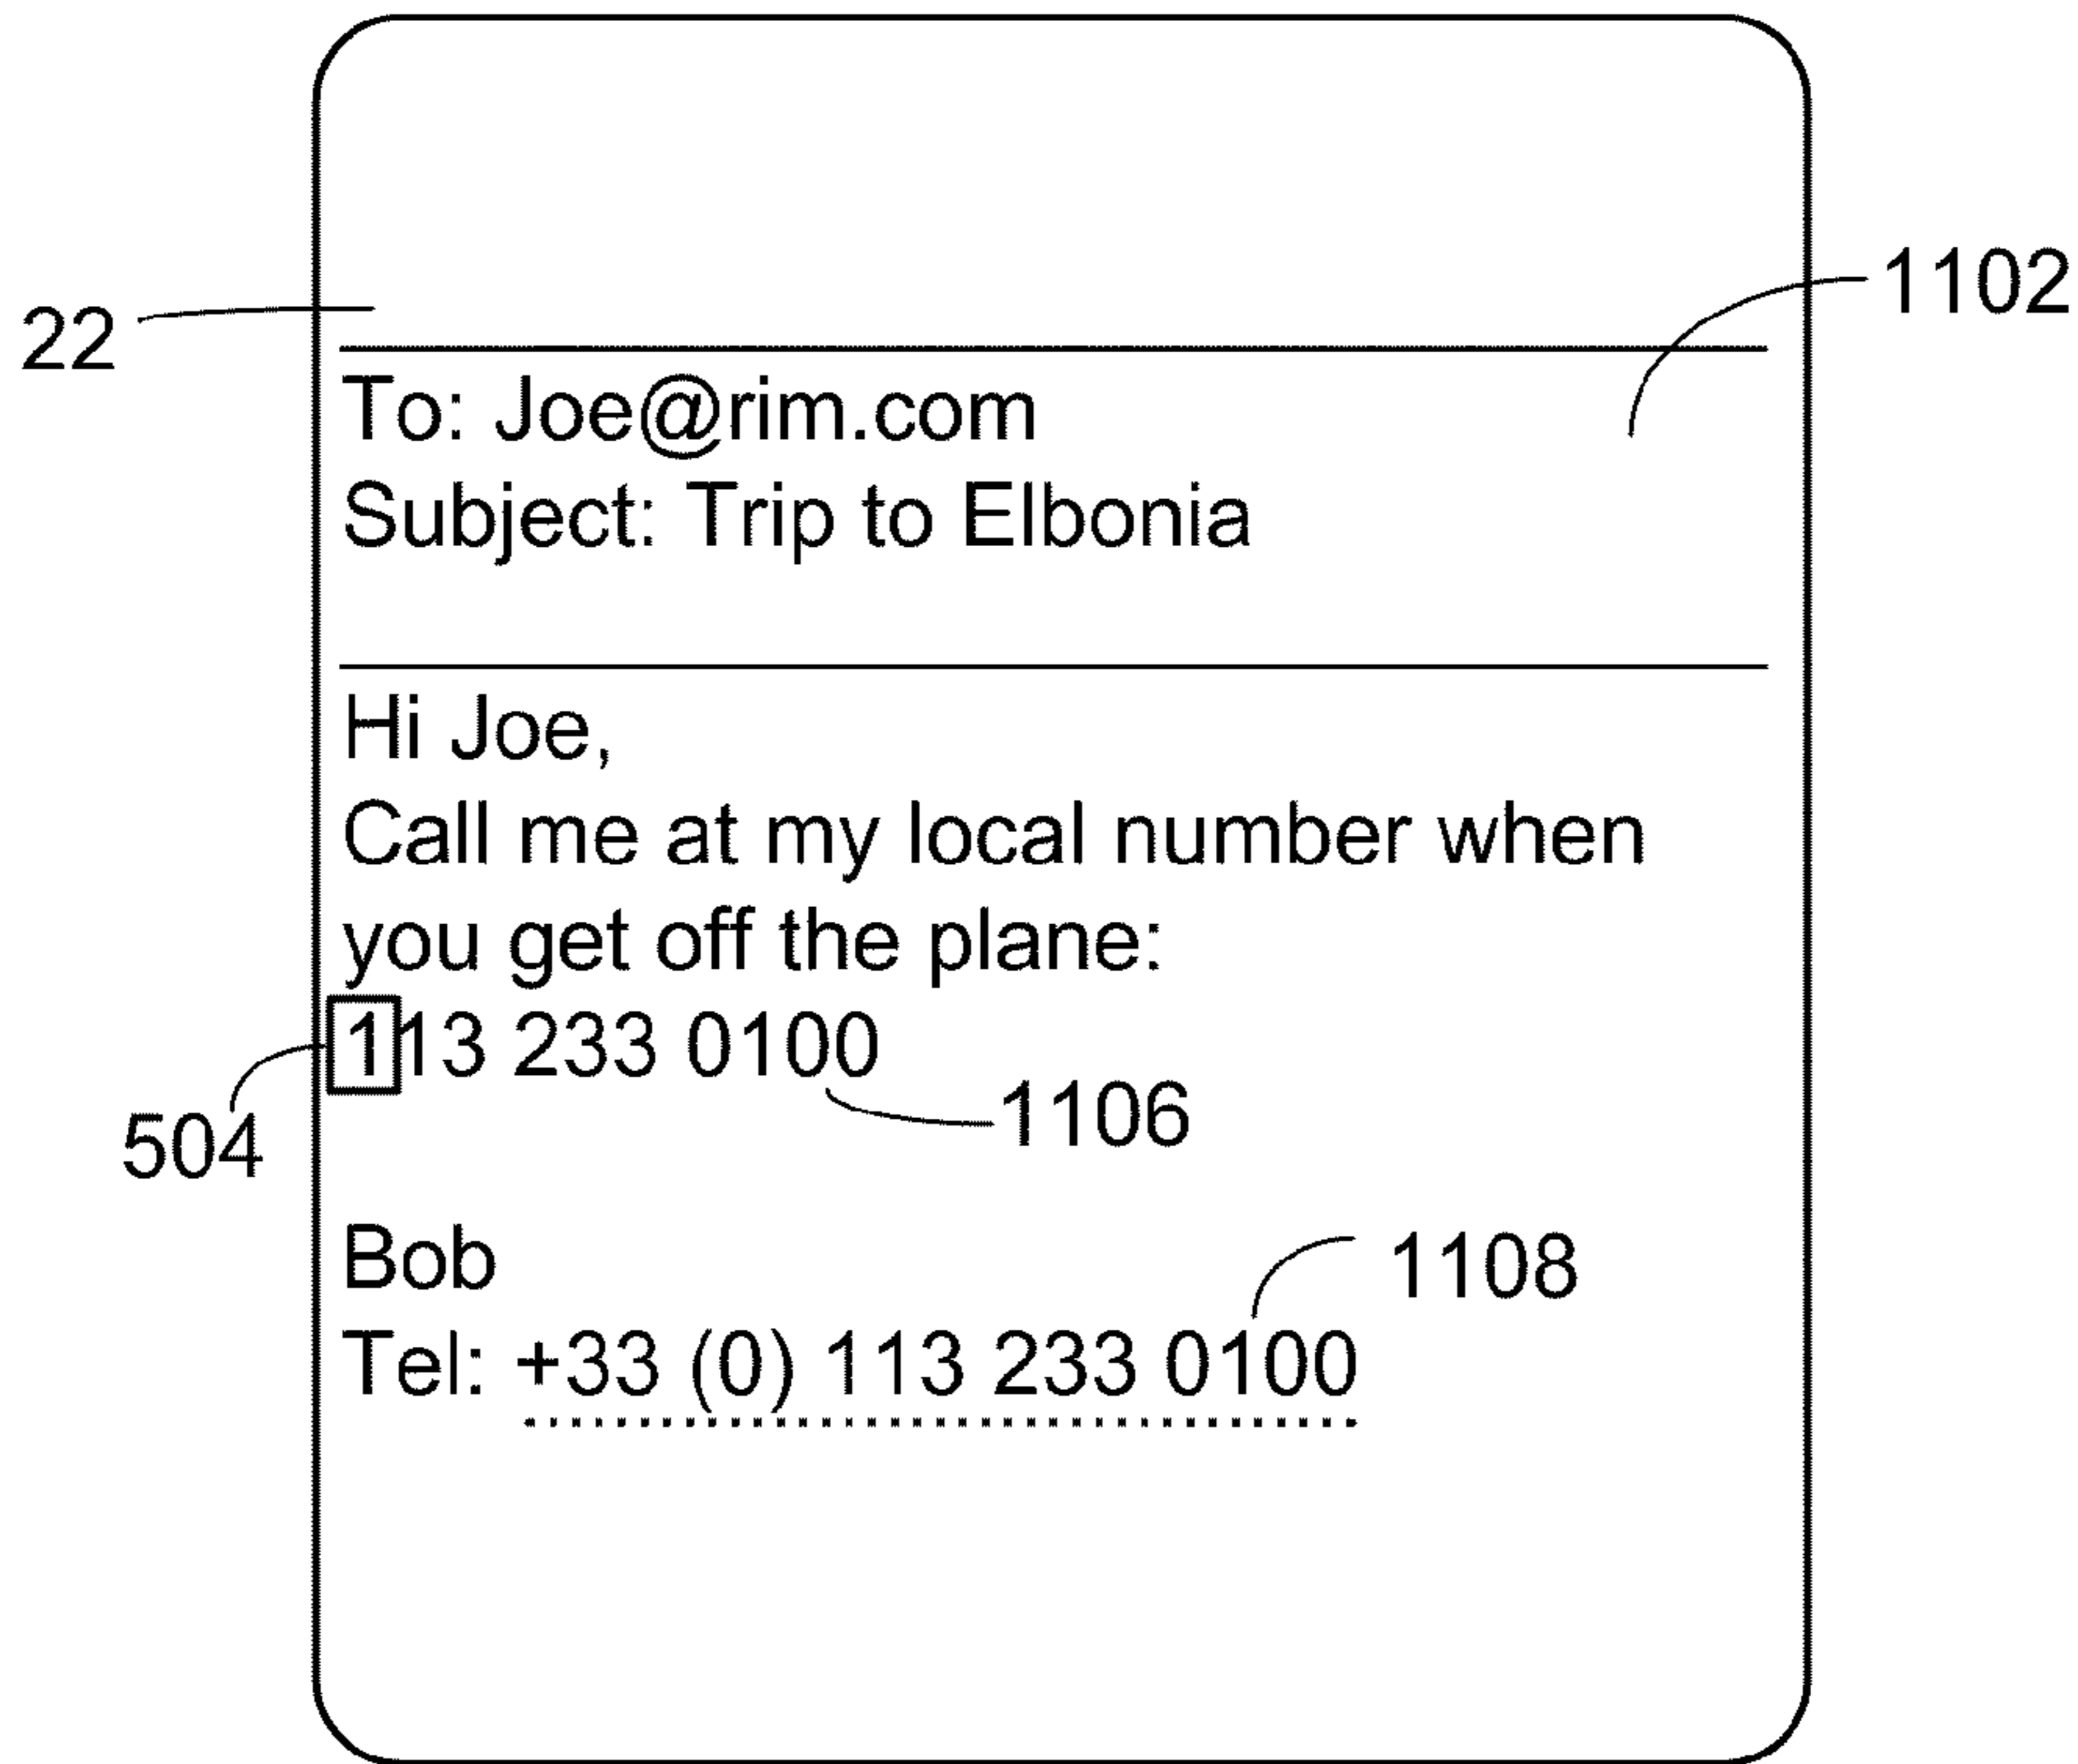 1102
22
To: Joe@rim.com
Subject: Trip to Elbonia
Hi Joe,
Call me at my local number when
you get off the plane:
113 233 0100
504
1106
Bob
1108
Tel: +33 (0) 113 233 0100